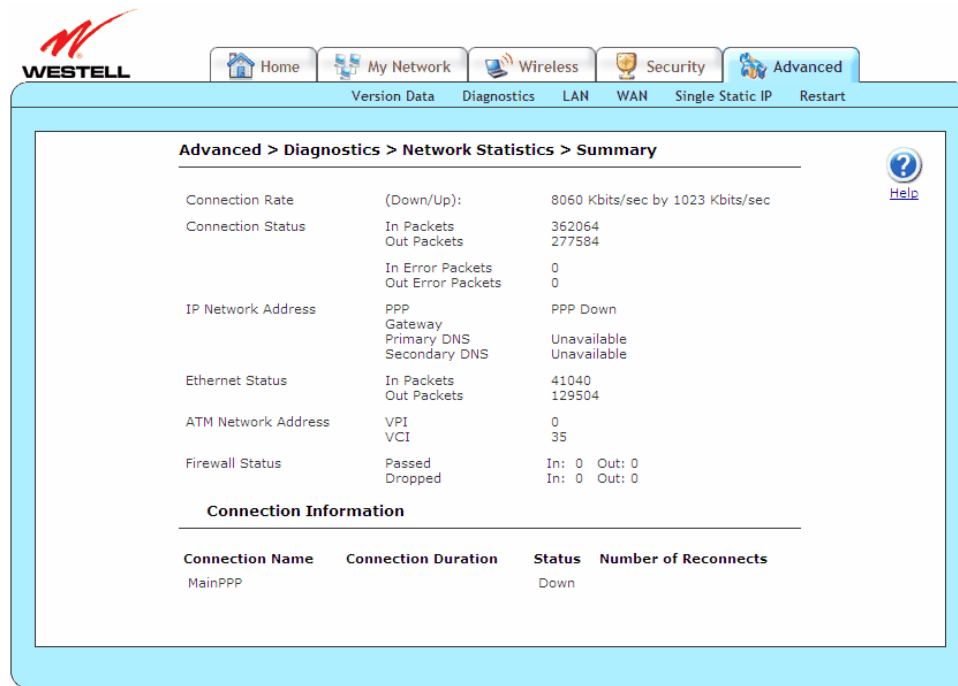 WESTELL
Home My Network Wireless Security Advanced
Version Data Diagnostics LAN WAN Single Static IP Restart
Advanced > Diagnostics > Network Statistics > Summary
Help
Connection Rate (Down/Up): 8060 Kbits/sec by 1023 Kbits/sec
Connection Status In Packets 362064
Out Packets 277584
In Error Packets 0
Out Error Packets 0
IP Network Address PPP PPP Down
Gateway
Primary DNS Unavailable
Secondary DNS Unavailable
Ethernet Status In Packets 41040
Out Packets 129504
ATM Network Address VPI 0
VCI 35
Firewall Status Passed In: 0 Out: 0
Dropped In: 0 Out: 0
Connection Information
Connection Name Connection Duration Status Number of Reconnects
MainPPP Down